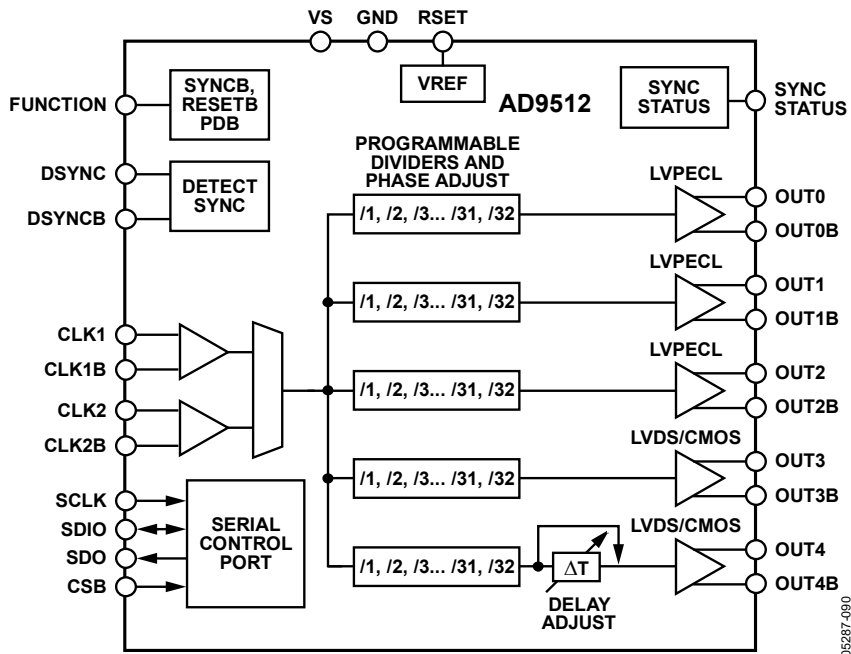 VS GND RSET
VREF
AD9512
SYNCB,
RESETB
PDB
FUNCTION
SYNC
STATUS
SYNC
STATUS
DSYNC
DSYNCB
DETECT
SYNC
PROGRAMMABLE
DIVIDERS AND
PHASE ADJUST
/1, /2, /3... /31, /32
LVPECL
OUT0
OUT0B
/1, /2, /3... /31, /32
LVPECL
OUT1
OUT1B
CLK1
CLK1B
CLK2
CLK2B
/1, /2, /3... /31, /32
LVPECL
OUT2
OUT2B
/1, /2, /3... /31, /32
LVDS/CMOS
OUT3
OUT3B
SCLK
SDIO
SDO
CSB
SERIAL
CONTROL
PORT
/1, /2, /3... /31, /32
ΔT
DELAY
ADJUST
LVDS/CMOS
OUT4
OUT4B
05287-090